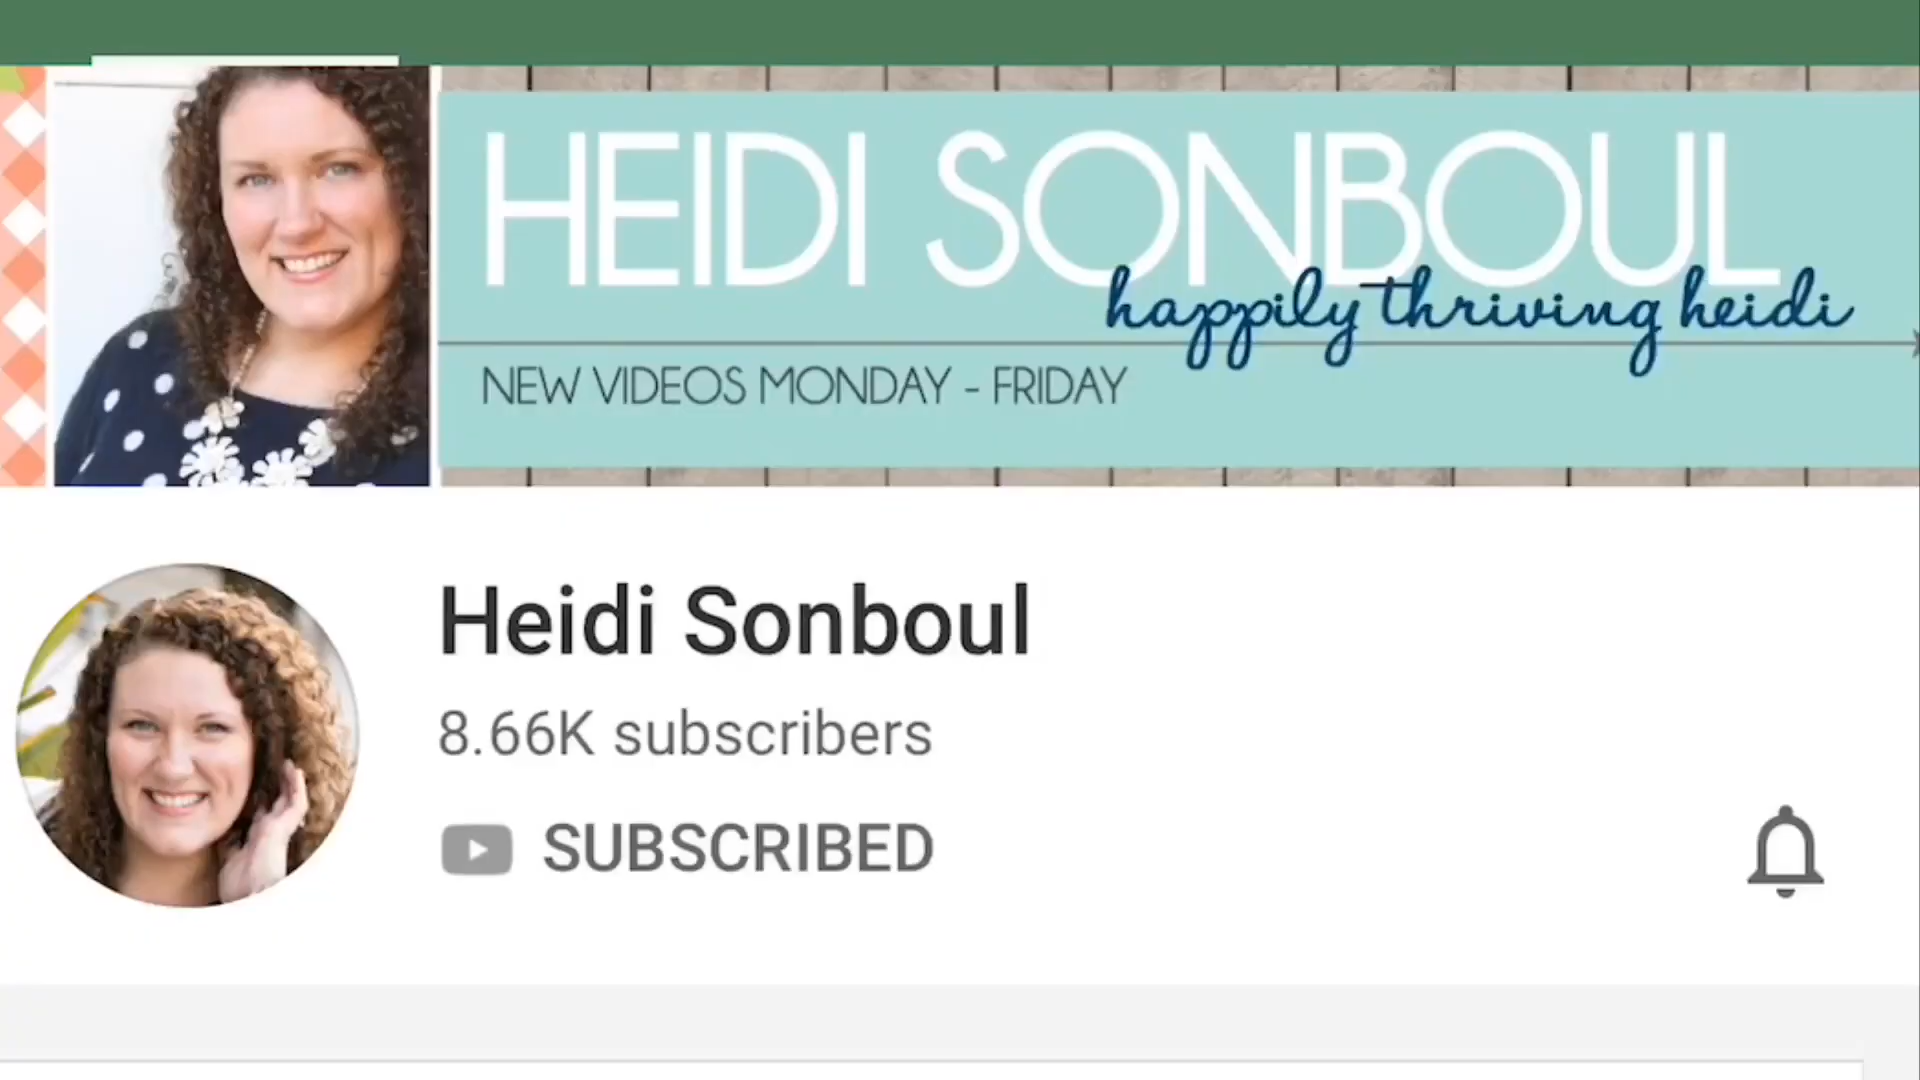 HEIDI SONBOUL
happily thriving heidi
NEW VIDEOS MONDAY - FRIDAY
Heidi Sonboul
8.66K subscribers
SUBSCRIBED